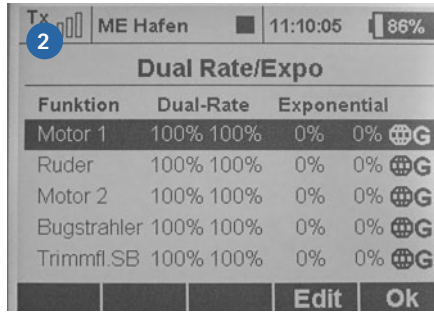 Tx ME Hafen 11:10:05 86%
2
Dual Rate/Expo
Funktion Dual-Rate Exponential
Motor 1 100% 100% 0% 0% G
Ruder 100% 100% 0% 0% G
Motor 2 100% 100% 0% 0% G
Bugstrahler 100% 100% 0% 0% G
Trimmfl.SB 100% 100% 0% 0% G
Edit Ok